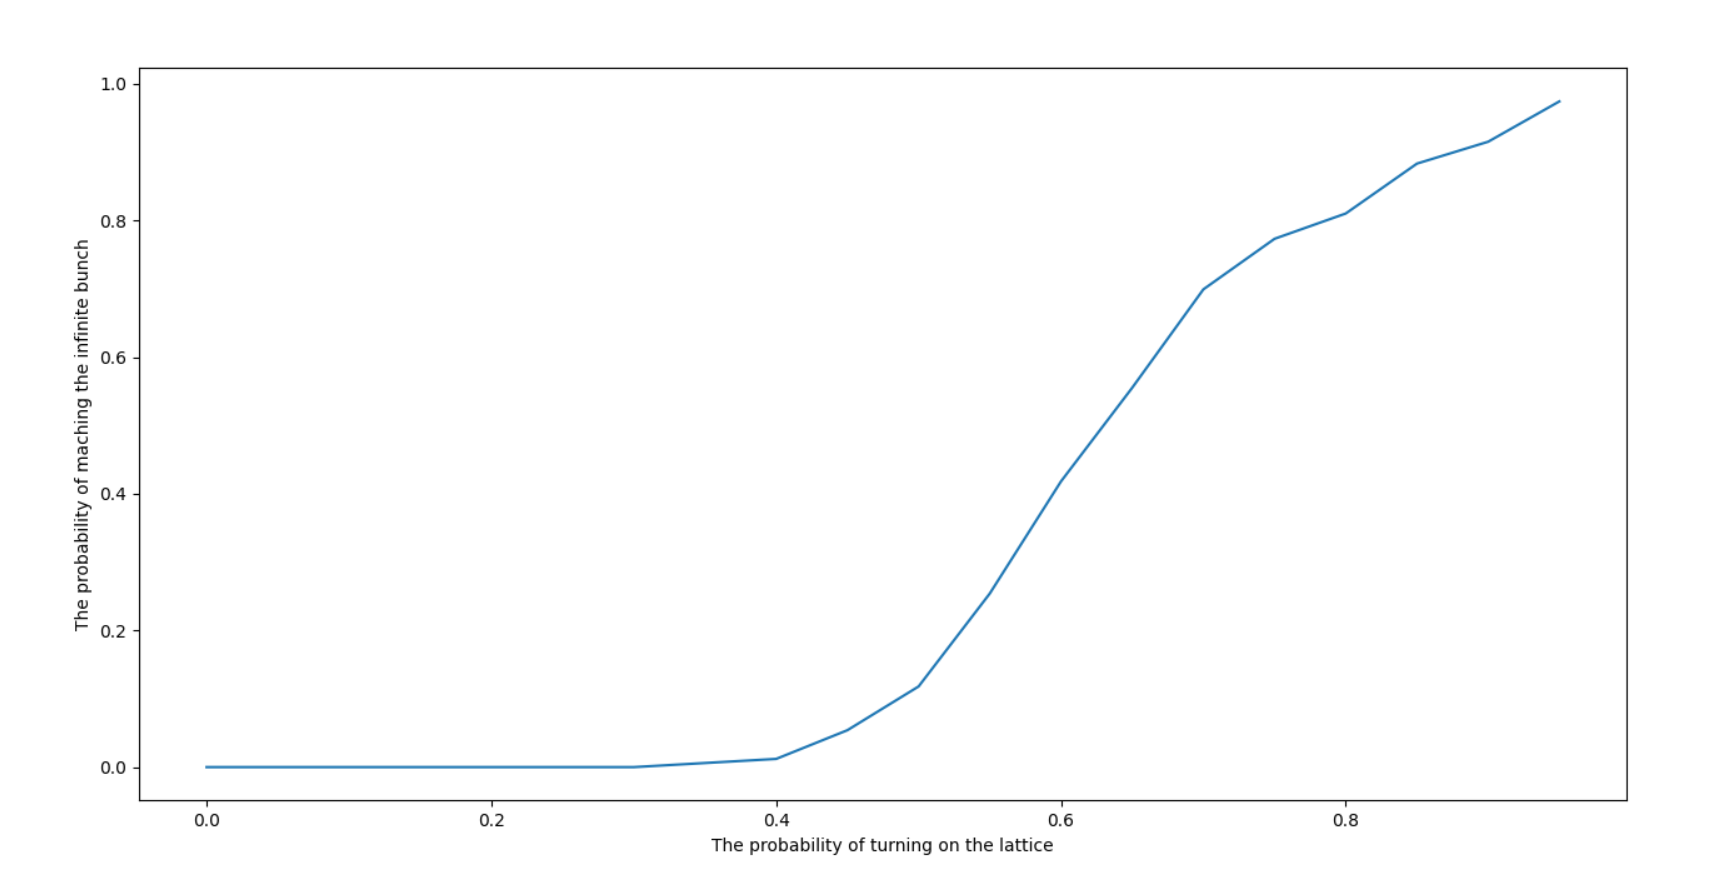 1.0
0.8
0.6
0.4
0.2
0.0
The probability of maching the infinite bunch
0.0 0.2 0.4 0.6 0.8
The probability of turning on the lattice